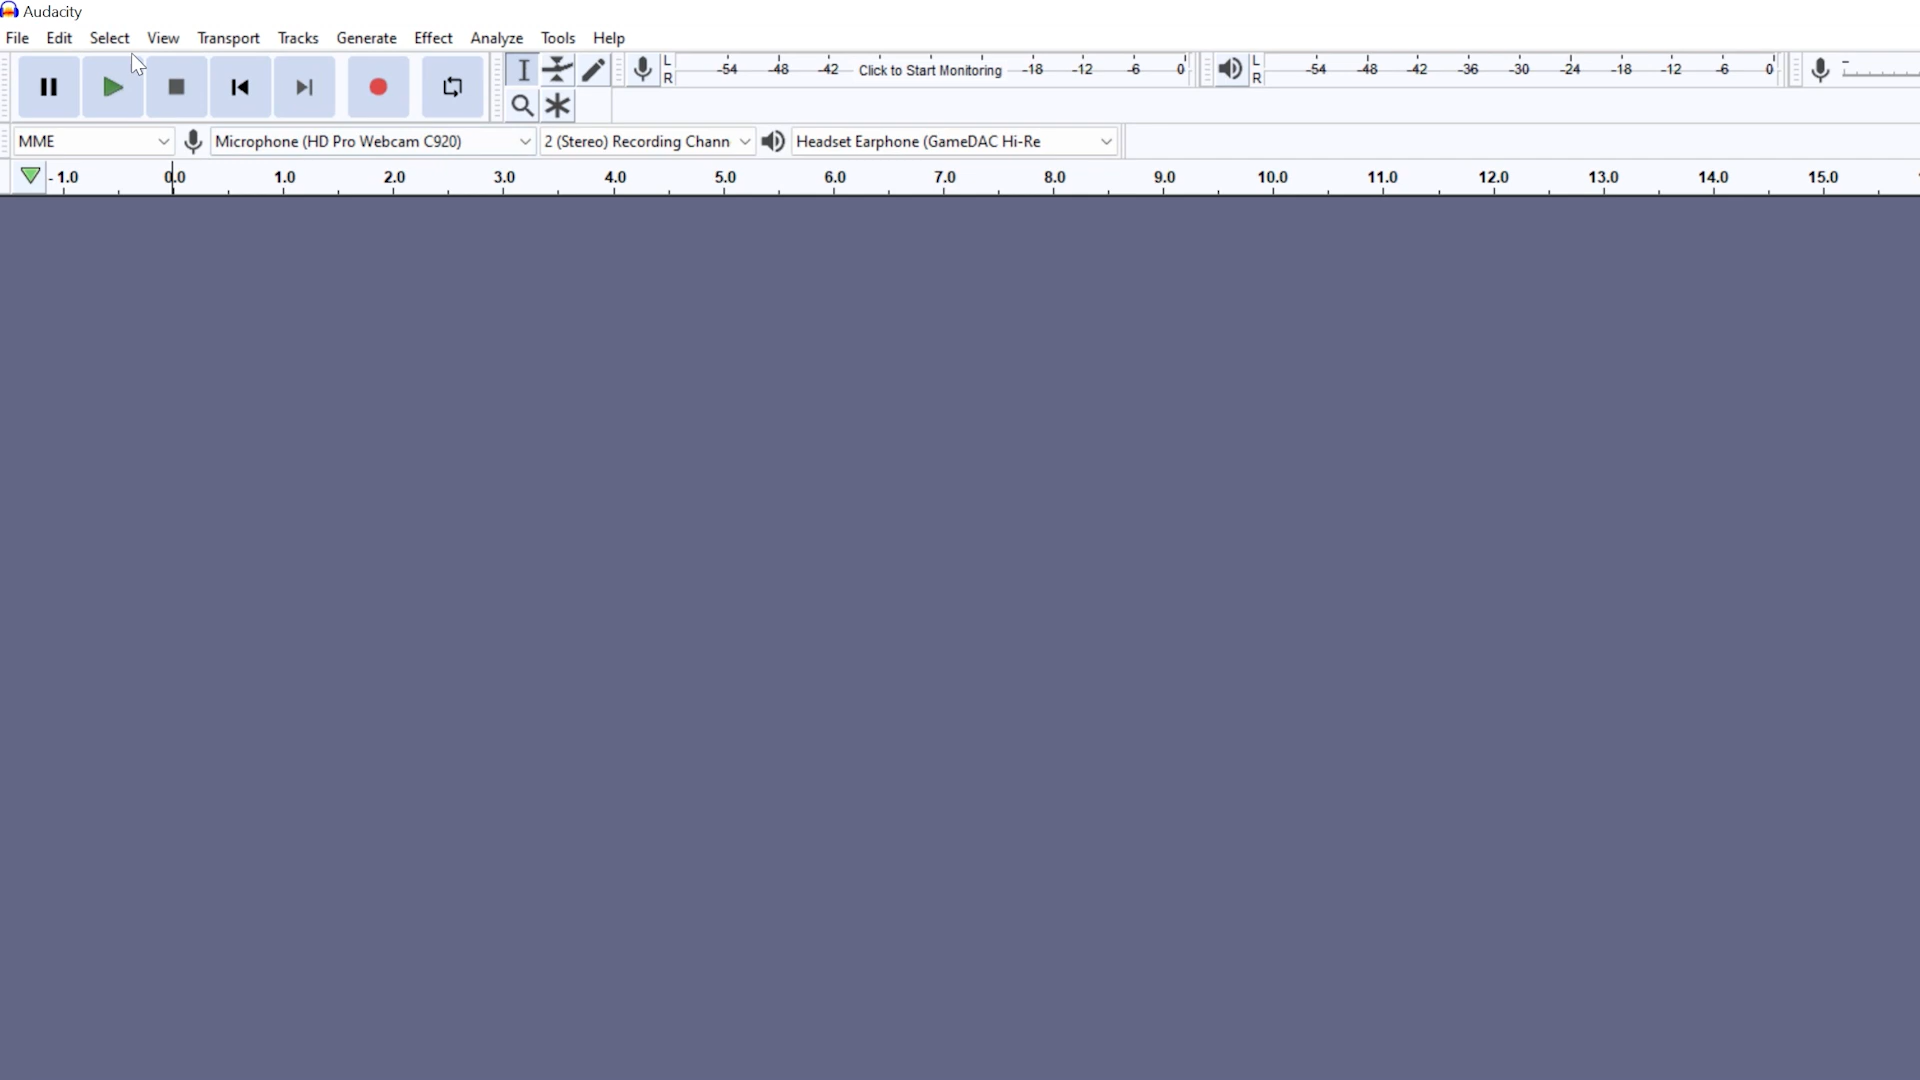 Audacity
File Edit Select View Transport Tracks Generate Effect Analyze Tools Help
L R -54 -48 -42 Click to Start Monitoring -18 -12 -6 0 L R -54 -48 -42 -36 -30 -24 -18 -12 -6 0 -
MME Microphone (HD Pro Webcam C920) 2 (Stereo) Recording Chann Headset Earphone (GameDAC Hi-Re
-1.0 0.0 1.0 2.0 3.0 4.0 5.0 6.0 7.0 8.0 9.0 10.0 11.0 12.0 13.0 14.0 15.0